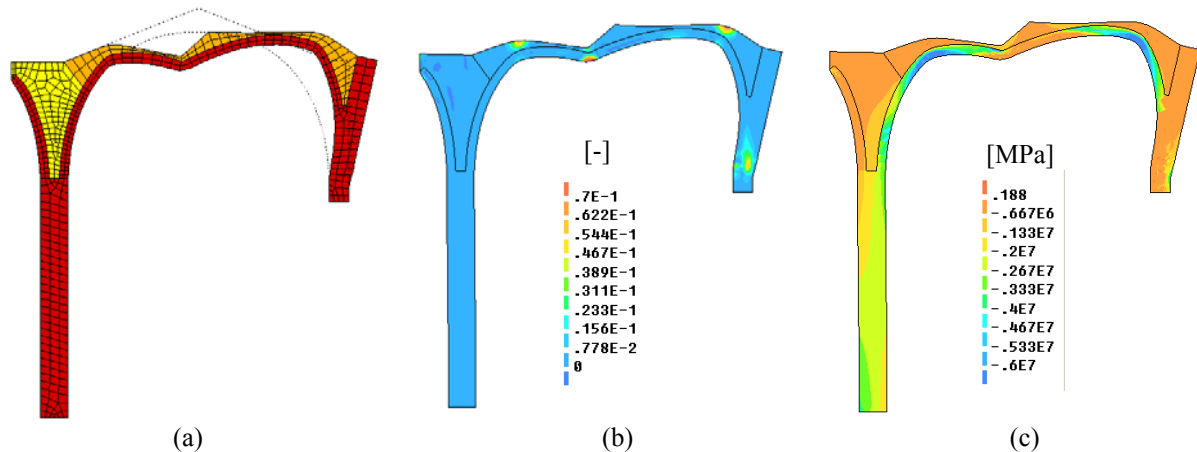 [-]
.7E-1
.622E-1
.544E-1
.467E-1
.389E-1
.311E-1
.233E-1
.156E-1
.778E-2
0
[MPa]
.188
-.667E6
-.133E7
-.2E7
-.267E7
-.333E7
-.4E7
-.467E7
-.533E7
-.6E7
(a)
(b)
(c)